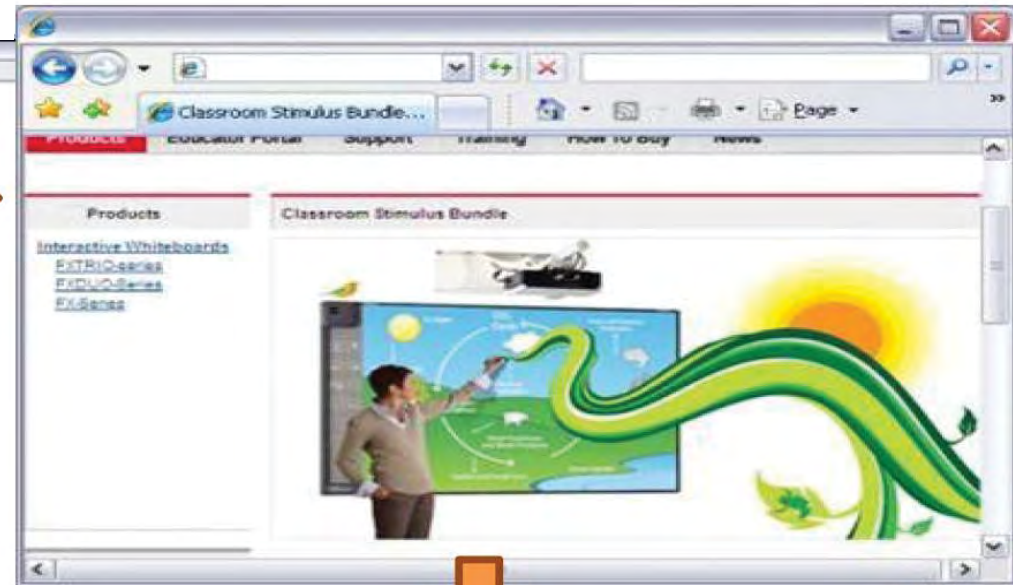 Classroom Stimulus Bundle...
Page
Products Educator Portal Support Training How To Buy News
Products
Classroom Stimulus Bundle
Interactive Whiteboards
FXTRIO-series
FXDUO-Series
FX-Series